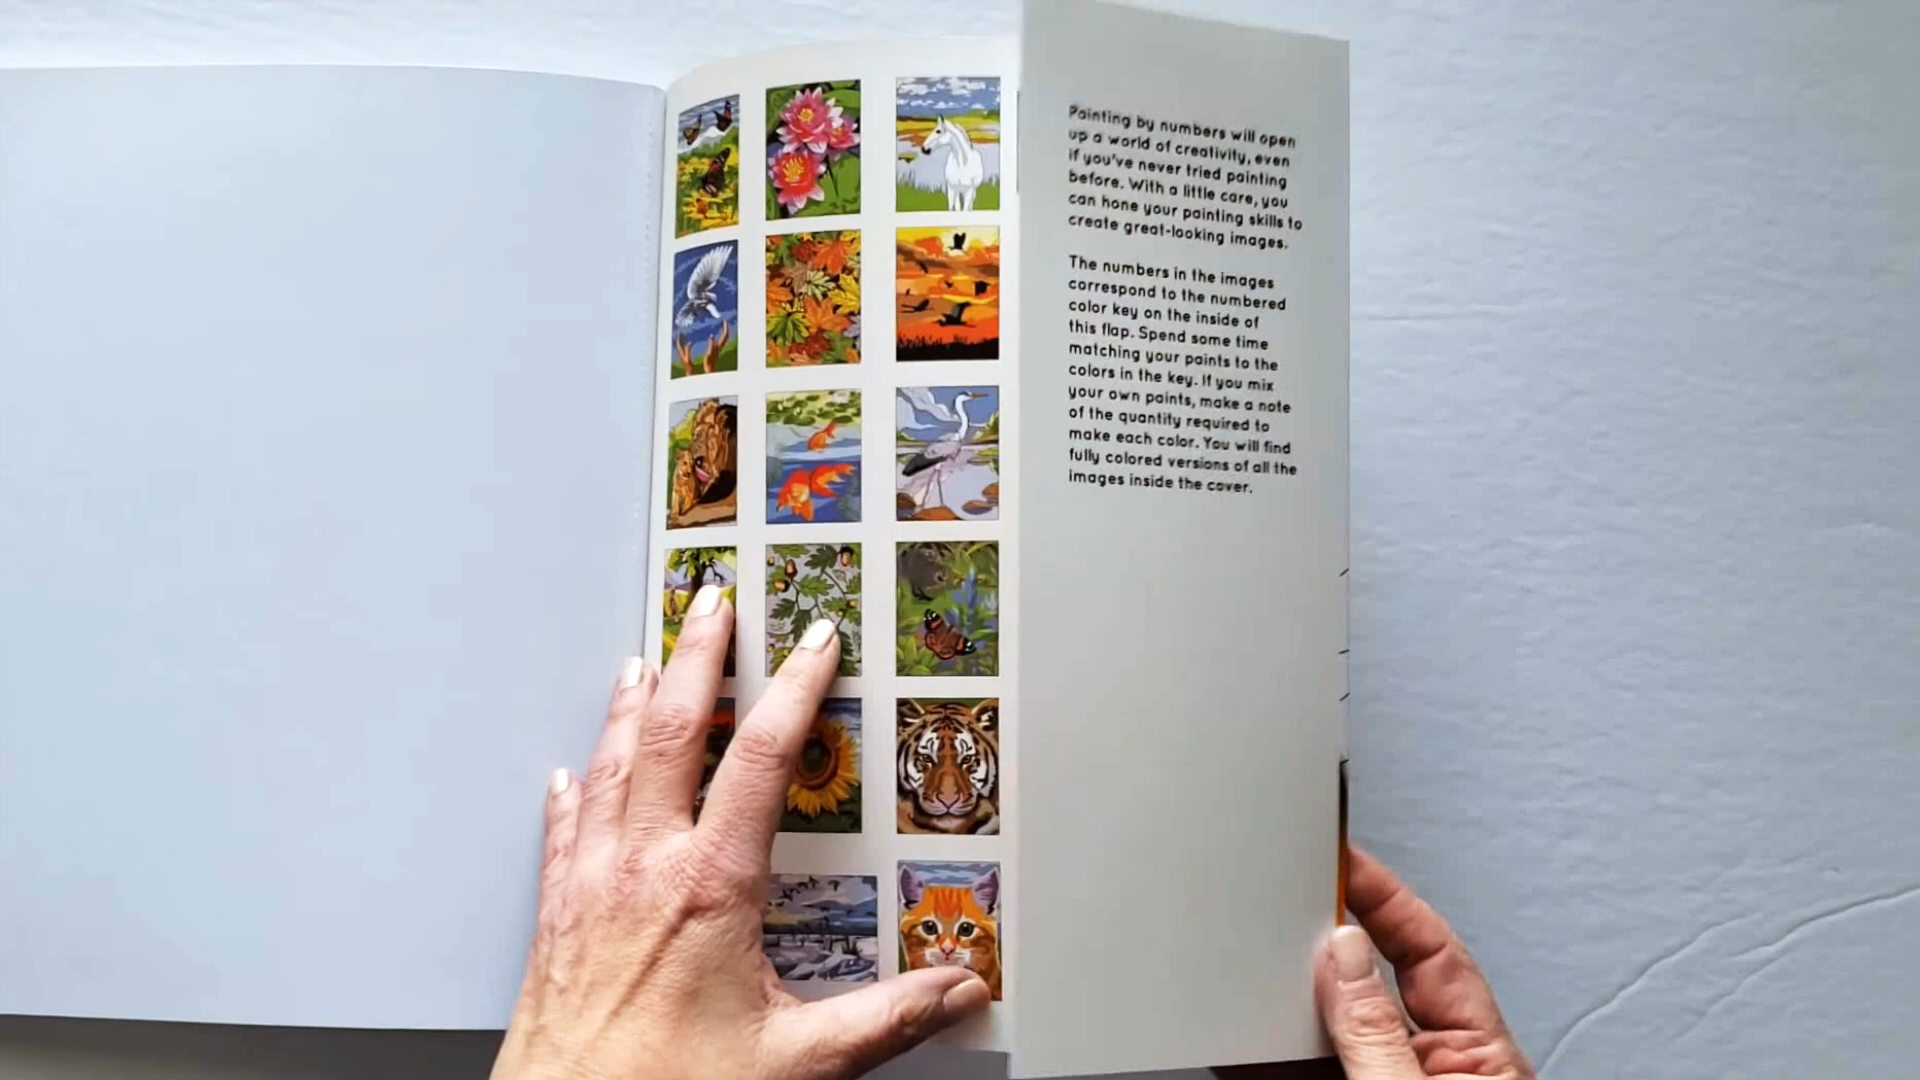 Painting by numbers will open
up a world of creativity, even
if you've never tried painting
before. With a little care, you
can hone your painting skills to
create great-looking images.
The numbers in the images
correspond to the numbered
color key on the inside of
this flap. Spend some time
matching your paints to the
colors in the key. If you mix
your own paints, make a note
of the quantity required to
make each color. You will find
fully colored versions of all the
images inside the cover.